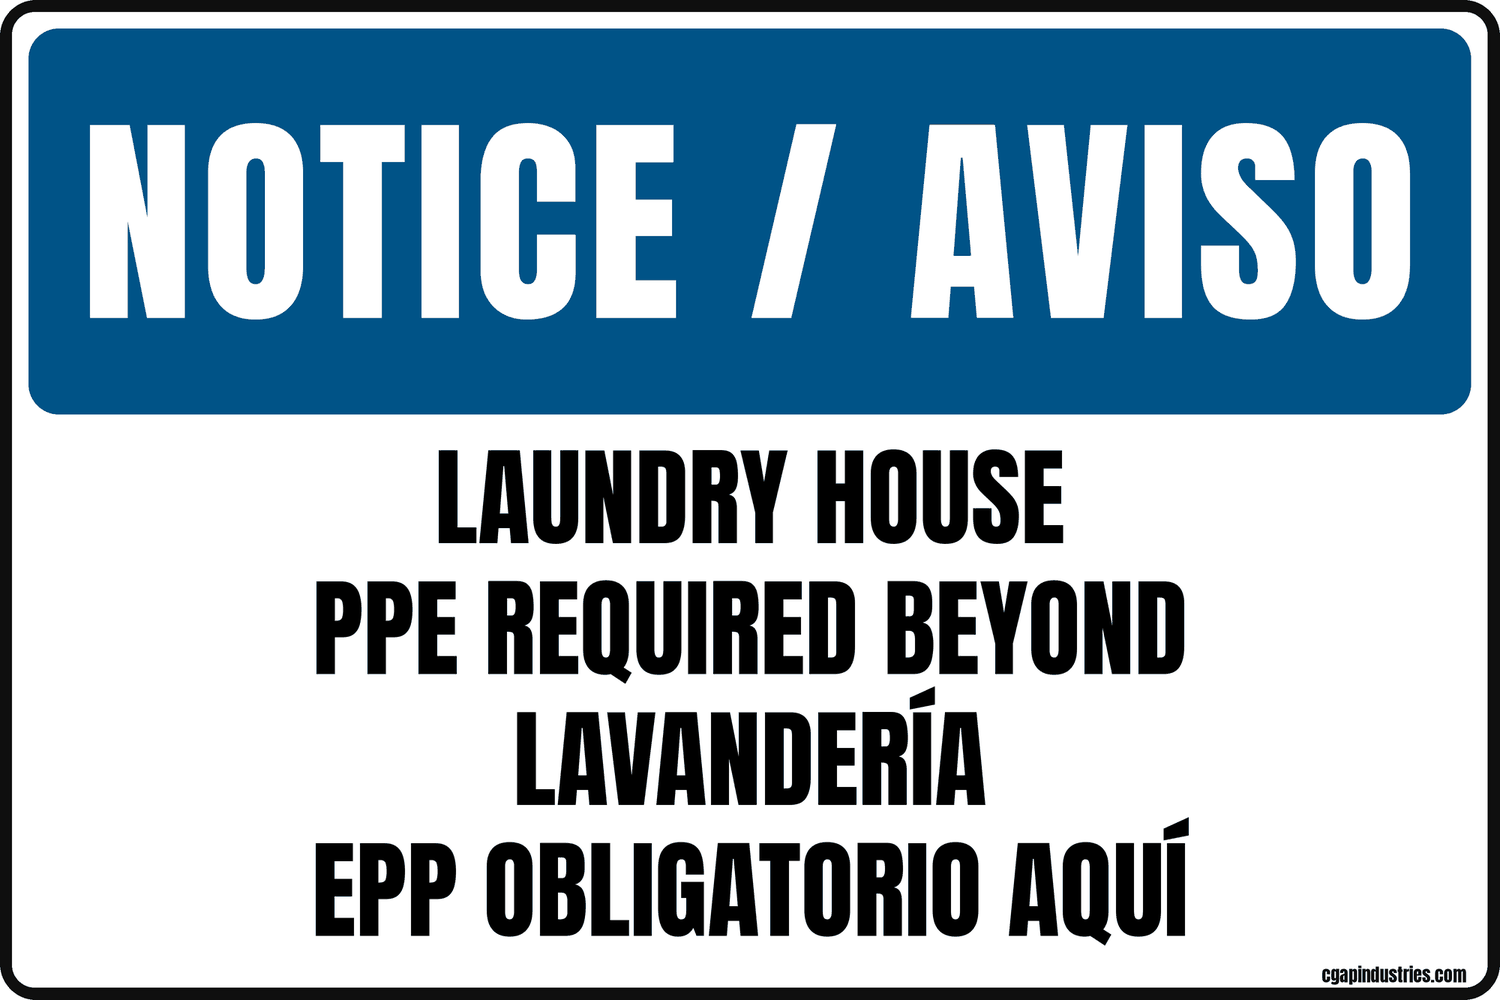 NOTICE / AVISO
LAUNDRY HOUSE
PPE REQUIRED BEYOND
LAVANDERÍA
EPP OBLIGATORIO AQUÍ
cgapindustries.com